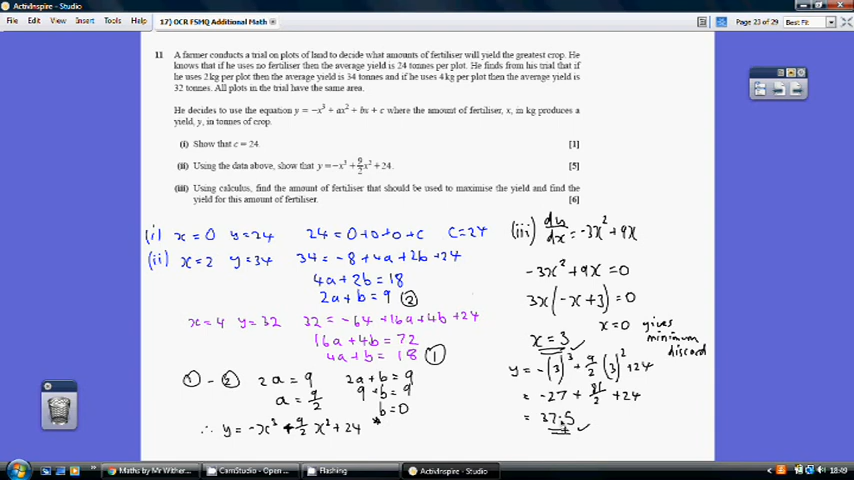 ActivInspire - Studio
File Edit View Insert Tools Help
17) OCR FSMQ Additional Math
Page 23 of 29
Best Fit
11 A farmer conducts a trial on plots of land to decide what amounts of fertiliser will yield the greatest crop. He
knows that if he uses no fertiliser then the average yield is 24 tonnes per plot. He finds from his trial that if
he uses 2 kg per plot then the average yield is 34 tonnes and if he uses 4 kg per plot then the average yield is
32 tonnes. All plots in the trial have the same area.
He decides to use the equation y = −x³ + ax² + bx + c where the amount of fertiliser, x, in kg produces a
yield, y, in tonnes of crop.
(i) Show that c = 24. [1]
(ii) Using the data above, show that y = −x³ + 9/2 x² + 24. [5]
(iii) Using calculus, find the amount of fertiliser that should be used to maximise the yield and find the
yield for this amount of fertiliser. [6]
(i) x = 0 y = 24 24 = 0+0+0+c c = 24
(ii) x = 2 y = 34 34 = -8 + 4a + 2b + 24
4a + 2b = 18
2a + b = 9 ②
x = 4 y = 32 32 = -64 + 16a + 4b + 24
16a + 4b = 72
4a + b = 18 ①
① - ② 2a = 9 2a + b = 9
a = 9/2 9 + b = 9
b = 0
∴ y = -x³ + 9/2 x² + 24 *
(iii) dy/dx = -3x² + 9x
-3x² + 9x = 0
3x(-x + 3) = 0
x = 0 gives
minimum
discard
x = 3 ✓
y = -(3)³ + 9/2 (3)² + 24
= -27 + 81/2 + 24
= 37.5 ✓
Maths by Mr Wither... CamStudio - OpenS... Flashing ActivInspire - Studio
18:49